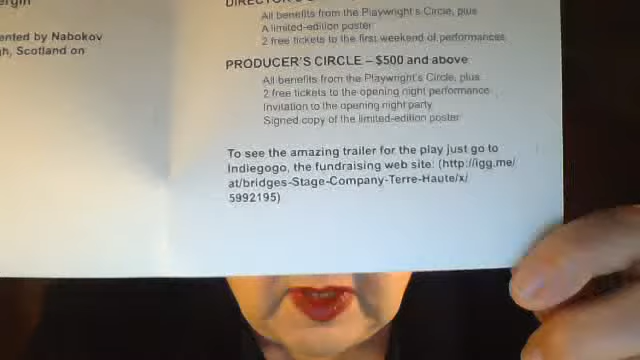 ented by Nabokov
gh, Scotland on
All benefits from the Playwright's Circle, plus
A limited-edition poster
2 free tickets to the first weekend of performances
PRODUCER'S CIRCLE – $500 and above
All benefits from the Playwright's Circle, plus
2 free tickets to the opening night performance
Invitation to the opening night party
Signed copy of the limited-edition poster
To see the amazing trailer for the play just go to
Indiegogo, the fundraising web site: (http://igg.me/
at/bridges-Stage-Company-Terre-Haute/x/
5992195)